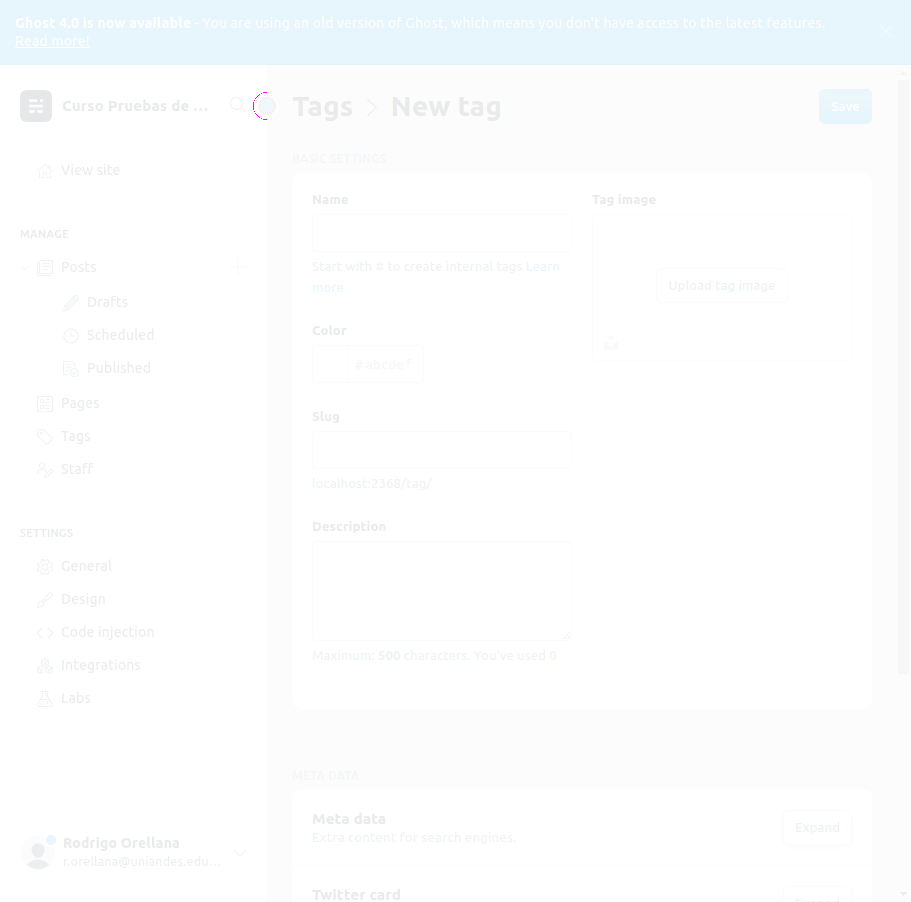 Ghost 4.0 is now available - You are using an old version of Ghost, which means you don't have access to the latest features.
Read more!
Curso Pruebas de ...
Tags > New tag
Save
View site
BASIC SETTINGS
Name
Tag image
MANAGE
Posts
Start with # to create internal tags Learn
more
Upload tag image
Drafts
Color
Scheduled
# abcdef
Published
Pages
Slug
Tags
Staff
localhost:2368/tag/
Description
SETTINGS
General
Design
Code injection
Maximum: 500 characters. You've used 0
Integrations
Labs
META DATA
Meta data
Extra content for search engines.
Expand
Rodrigo Orellana
r.orellana@uniandes.edu...
Twitter card
Expand